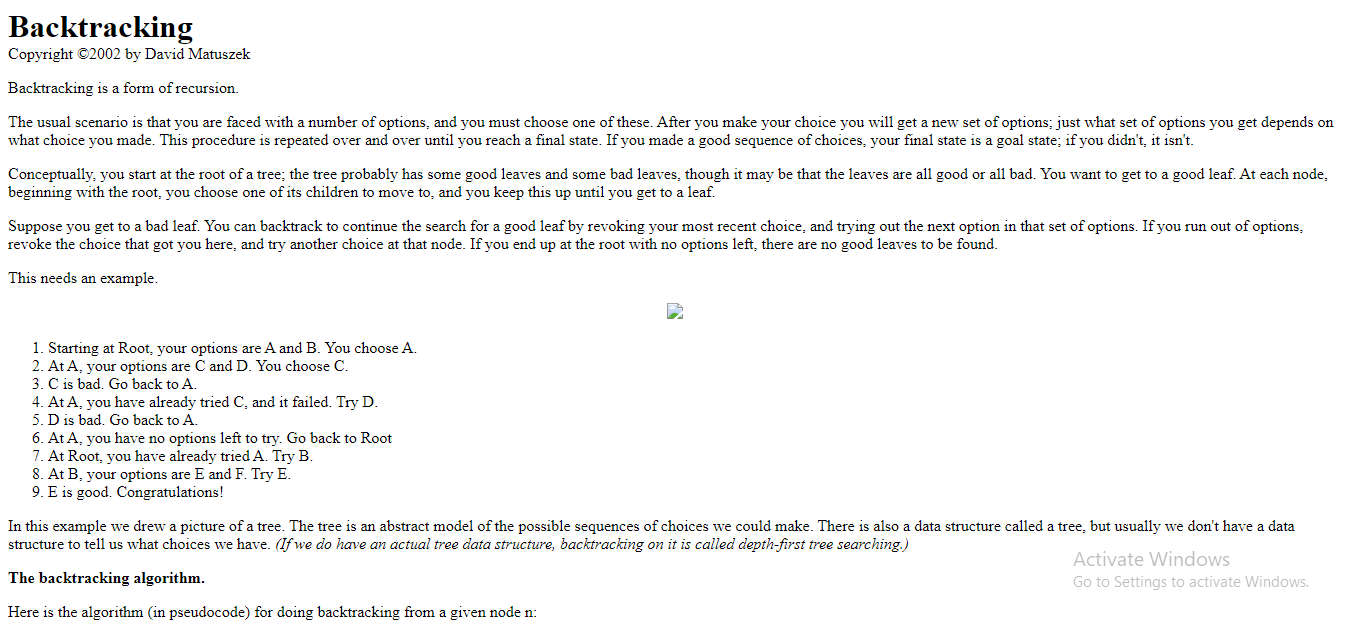 Backtracking
Copyright ©2002 by David Matuszek
Backtracking is a form of recursion.
The usual scenario is that you are faced with a number of options, and you must choose one of these. After you make your choice you will get a new set of options; just what set of options you get depends on
what choice you made. This procedure is repeated over and over until you reach a final state. If you made a good sequence of choices, your final state is a goal state; if you didn't, it isn't.
Conceptually, you start at the root of a tree; the tree probably has some good leaves and some bad leaves, though it may be that the leaves are all good or all bad. You want to get to a good leaf. At each node,
beginning with the root, you choose one of its children to move to, and you keep this up until you get to a leaf.
Suppose you get to a bad leaf. You can backtrack to continue the search for a good leaf by revoking your most recent choice, and trying out the next option in that set of options. If you run out of options,
revoke the choice that got you here, and try another choice at that node. If you end up at the root with no options left, there are no good leaves to be found.
This needs an example.
1. Starting at Root, your options are A and B. You choose A.
2. At A, your options are C and D. You choose C.
3. C is bad. Go back to A.
4. At A, you have already tried C, and it failed. Try D.
5. D is bad. Go back to A.
6. At A, you have no options left to try. Go back to Root
7. At Root, you have already tried A. Try B.
8. At B, your options are E and F. Try E.
9. E is good. Congratulations!
In this example we drew a picture of a tree. The tree is an abstract model of the possible sequences of choices we could make. There is also a data structure called a tree, but usually we don't have a data
structure to tell us what choices we have. (If we do have an actual tree data structure, backtracking on it is called depth-first tree searching.)
Activate Windows
Go to Settings to activate Windows.
The backtracking algorithm.
Here is the algorithm (in pseudocode) for doing backtracking from a given node n: